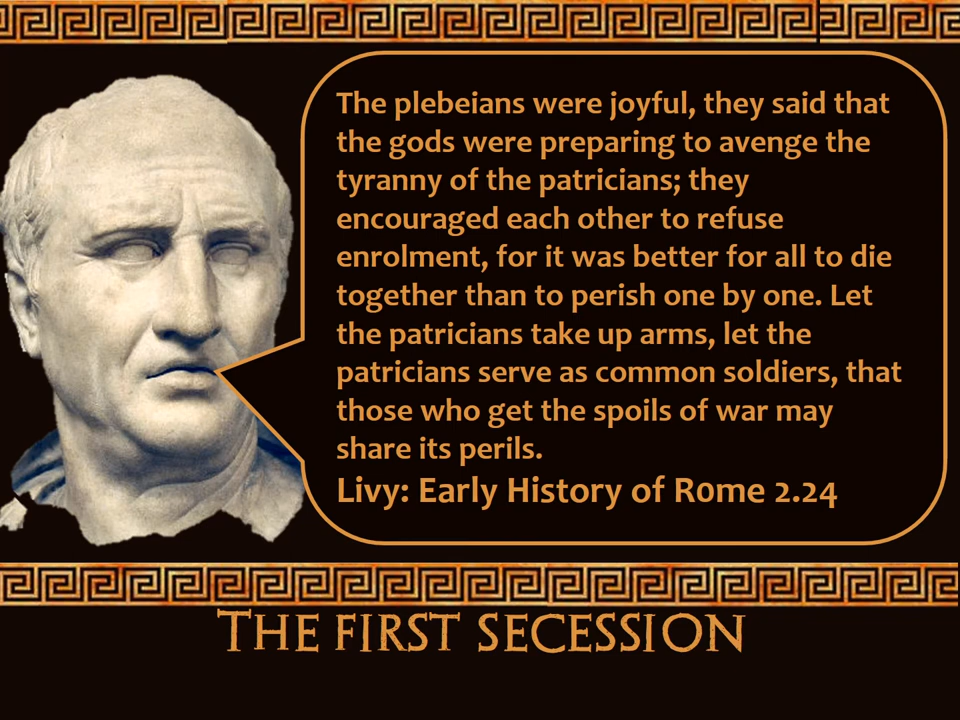 The plebeians were joyful, they said that
the gods were preparing to avenge the
tyranny of the patricians; they
encouraged each other to refuse
enrolment, for it was better for all to die
together than to perish one by one. Let
the patricians take up arms, let the
patricians serve as common soldiers, that
those who get the spoils of war may
share its perils.
Livy: Early History of R0me 2.24
The first secession